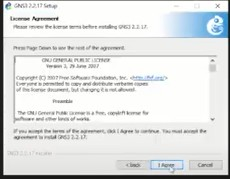 GNS3 2.2.17 Setup
License Agreement
Please review the license terms before installing GNS3 2.2.17.
Press Page Down to see the rest of the agreement.
GNU GENERAL PUBLIC LICENSE
Version 3, 29 June 2007
Copyright (C) 2007 Free Software Foundation, Inc. <http://fsf.org/>
Everyone is permitted to copy and distribute verbatim copies
of this license document, but changing it is not allowed.
Preamble
The GNU General Public License is a free, copyleft license for
software and other kinds of works.
If you accept the terms of the agreement, click I Agree to continue. You must accept the
agreement to install GNS3 2.2.17.
GNS3 2.2.17 Installer
< Back
I Agree
Cancel